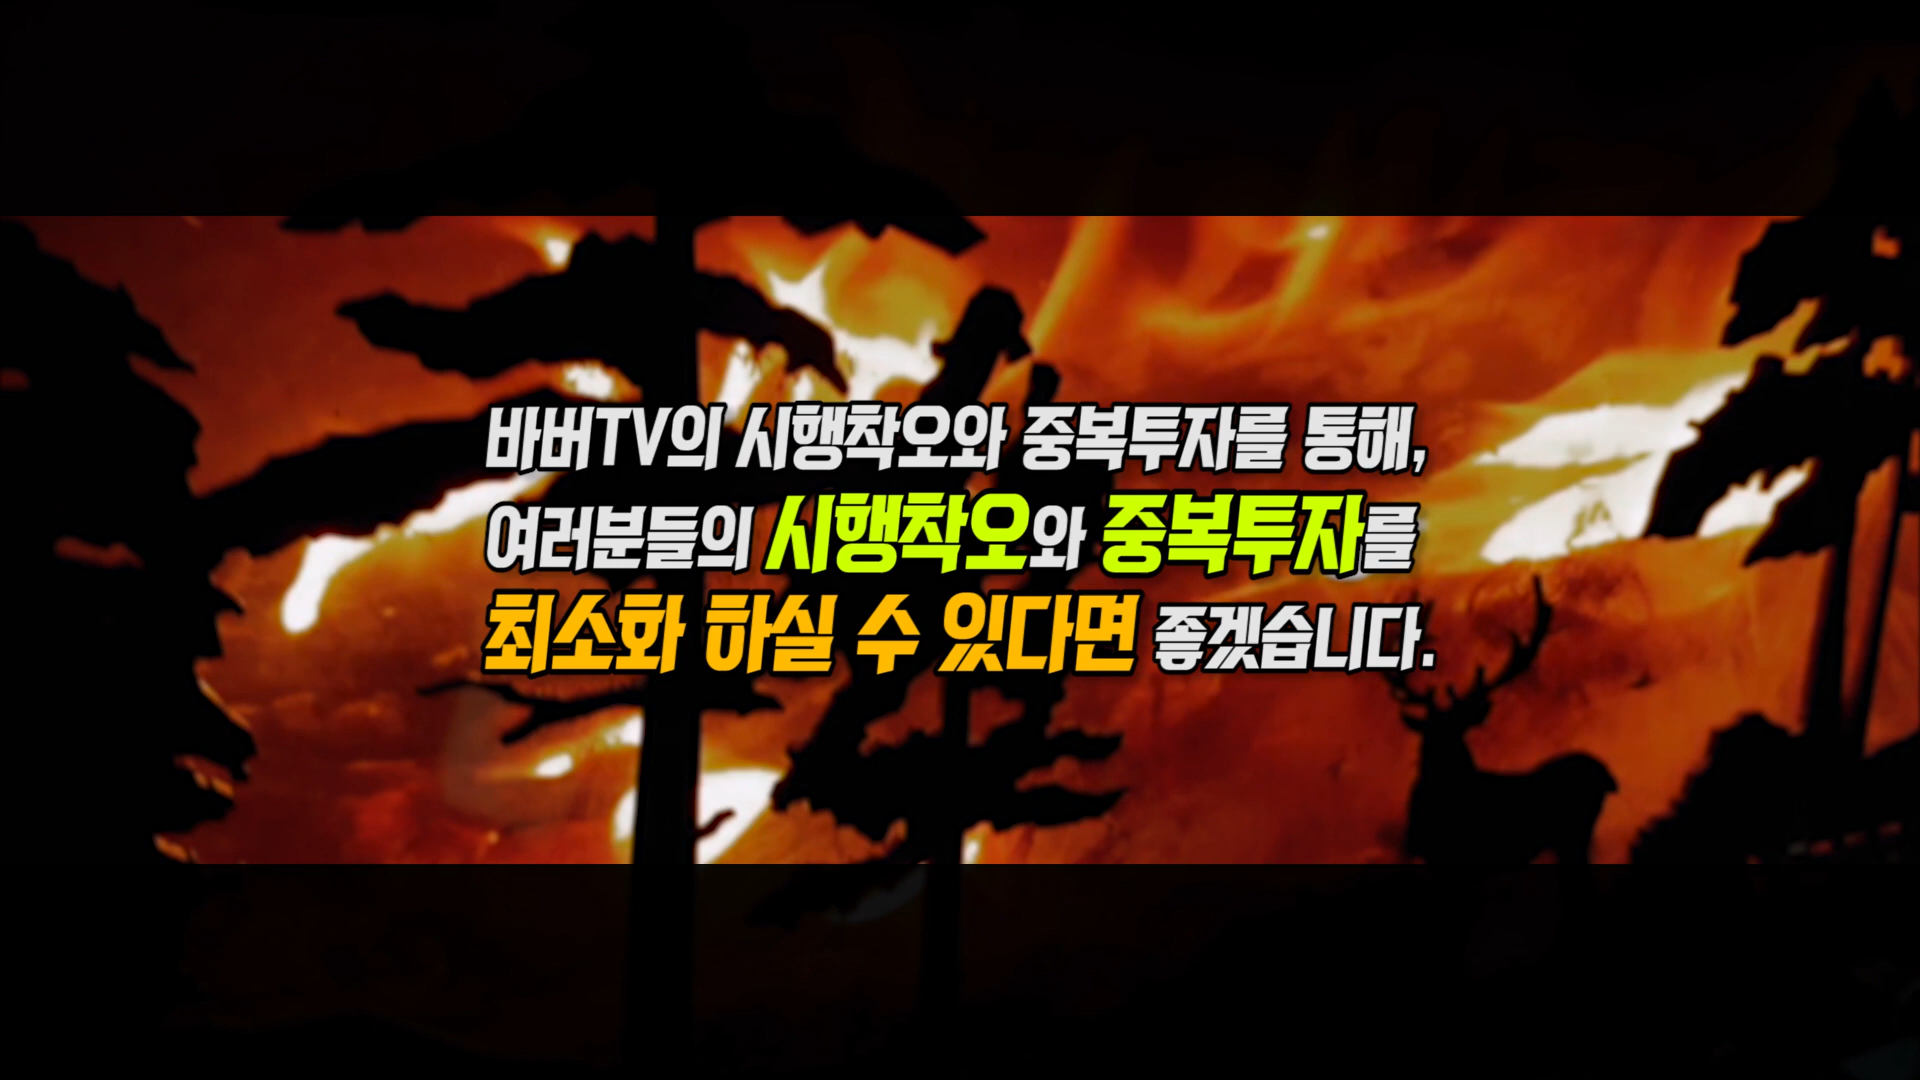 바버TV의 시행착오와 중복투자를 통해,
여러분들의 시행착오와 중복투자를
최소화 하실 수 있다면 좋겠습니다.